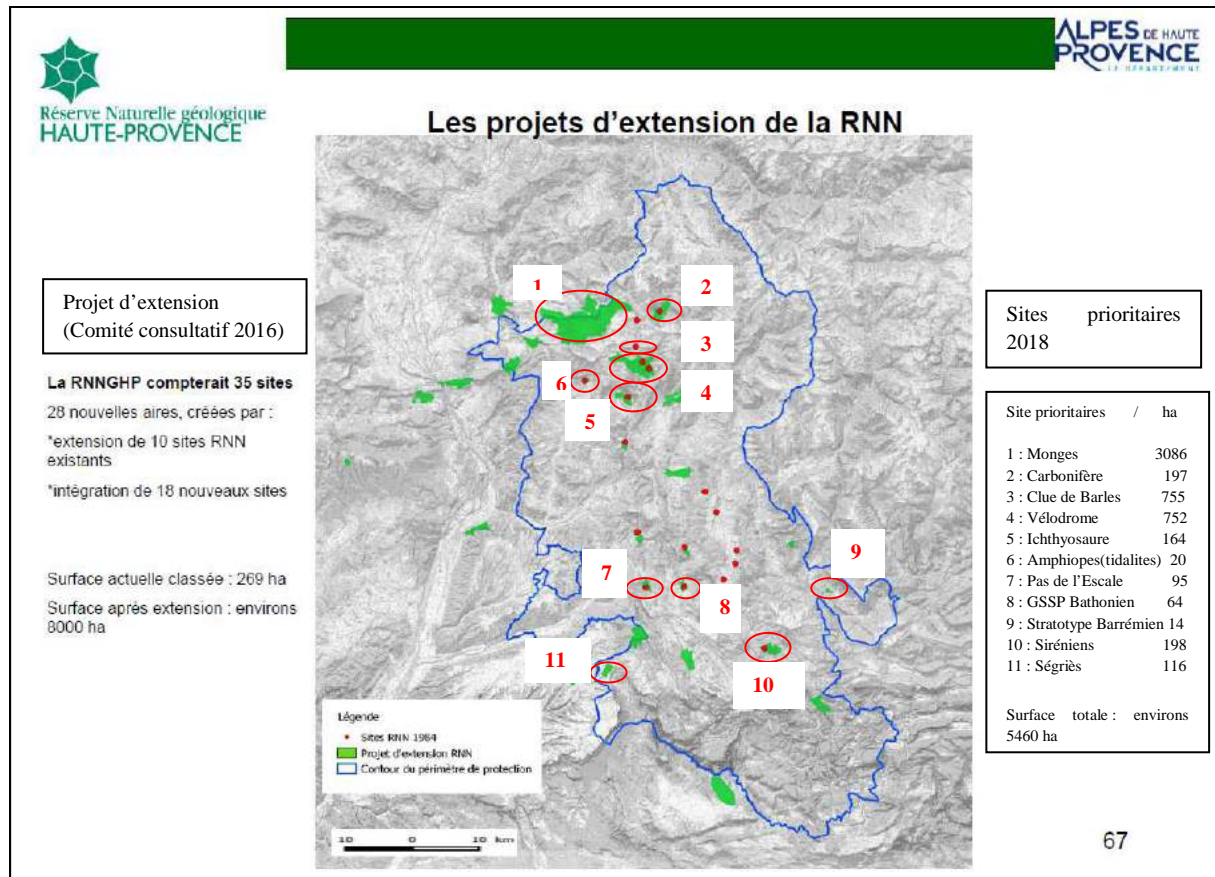 ALPES DE HAUTE
PROVENCE
LE DÉPARTEMENT
Réserve Naturelle géologique
HAUTE-PROVENCE
Les projets d'extension de la RNN
Projet d'extension
(Comité consultatif 2016)
La RNNGHP compterait 35 sites
28 nouvelles aires, créées par :
*extension de 10 sites RNN
existants
*intégration de 18 nouveaux sites
Surface actuelle classée : 269 ha
Surface après extension : environs
8000 ha
1
2
3
6
4
5
9
7
8
11
10
Légende
Sites RNN 1984
Projet d'extension RNN
Contour du périmètre de protection
10 0 10 km
Sites prioritaires
2018
Site prioritaires / ha
1 : Monges 3086
2 : Carbonifère 197
3 : Clue de Barles 755
4 : Vélodrome 752
5 : Ichthyosaure 164
6 : Amphiopes(tidalites) 20
7 : Pas de l'Escale 95
8 : GSSP Bathonien 64
9 : Stratotype Barrémien 14
10 : Siréniens 198
11 : Ségriès 116
Surface totale : environs
5460 ha
67